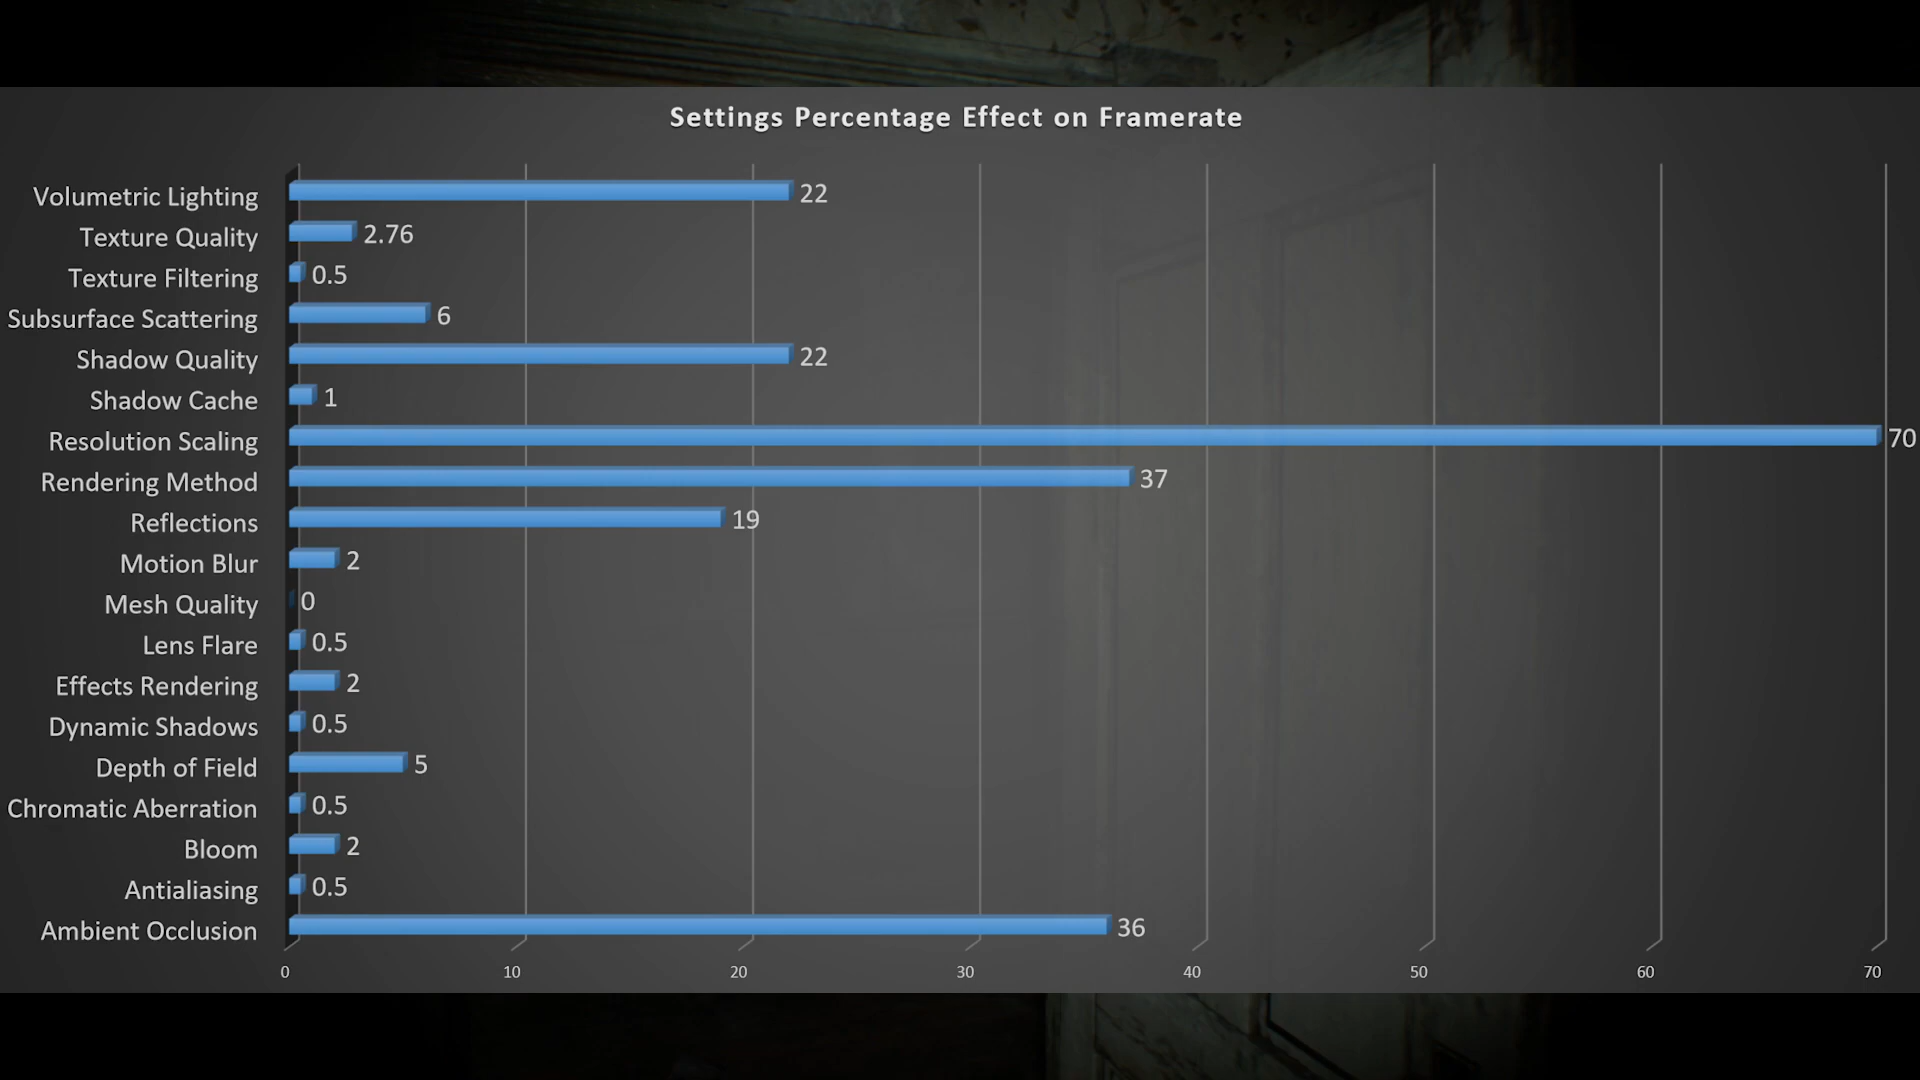 Settings Percentage Effect on Framerate
Volumetric Lighting 22
Texture Quality 2.76
Texture Filtering 0.5
Subsurface Scattering 6
Shadow Quality 22
Shadow Cache 1
Resolution Scaling 70
Rendering Method 37
Reflections 19
Motion Blur 2
Mesh Quality 0
Lens Flare 0.5
Effects Rendering 2
Dynamic Shadows 0.5
Depth of Field 5
Chromatic Aberration 0.5
Bloom 2
Antialiasing 0.5
Ambient Occlusion 36
0 10 20 30 40 50 60 70